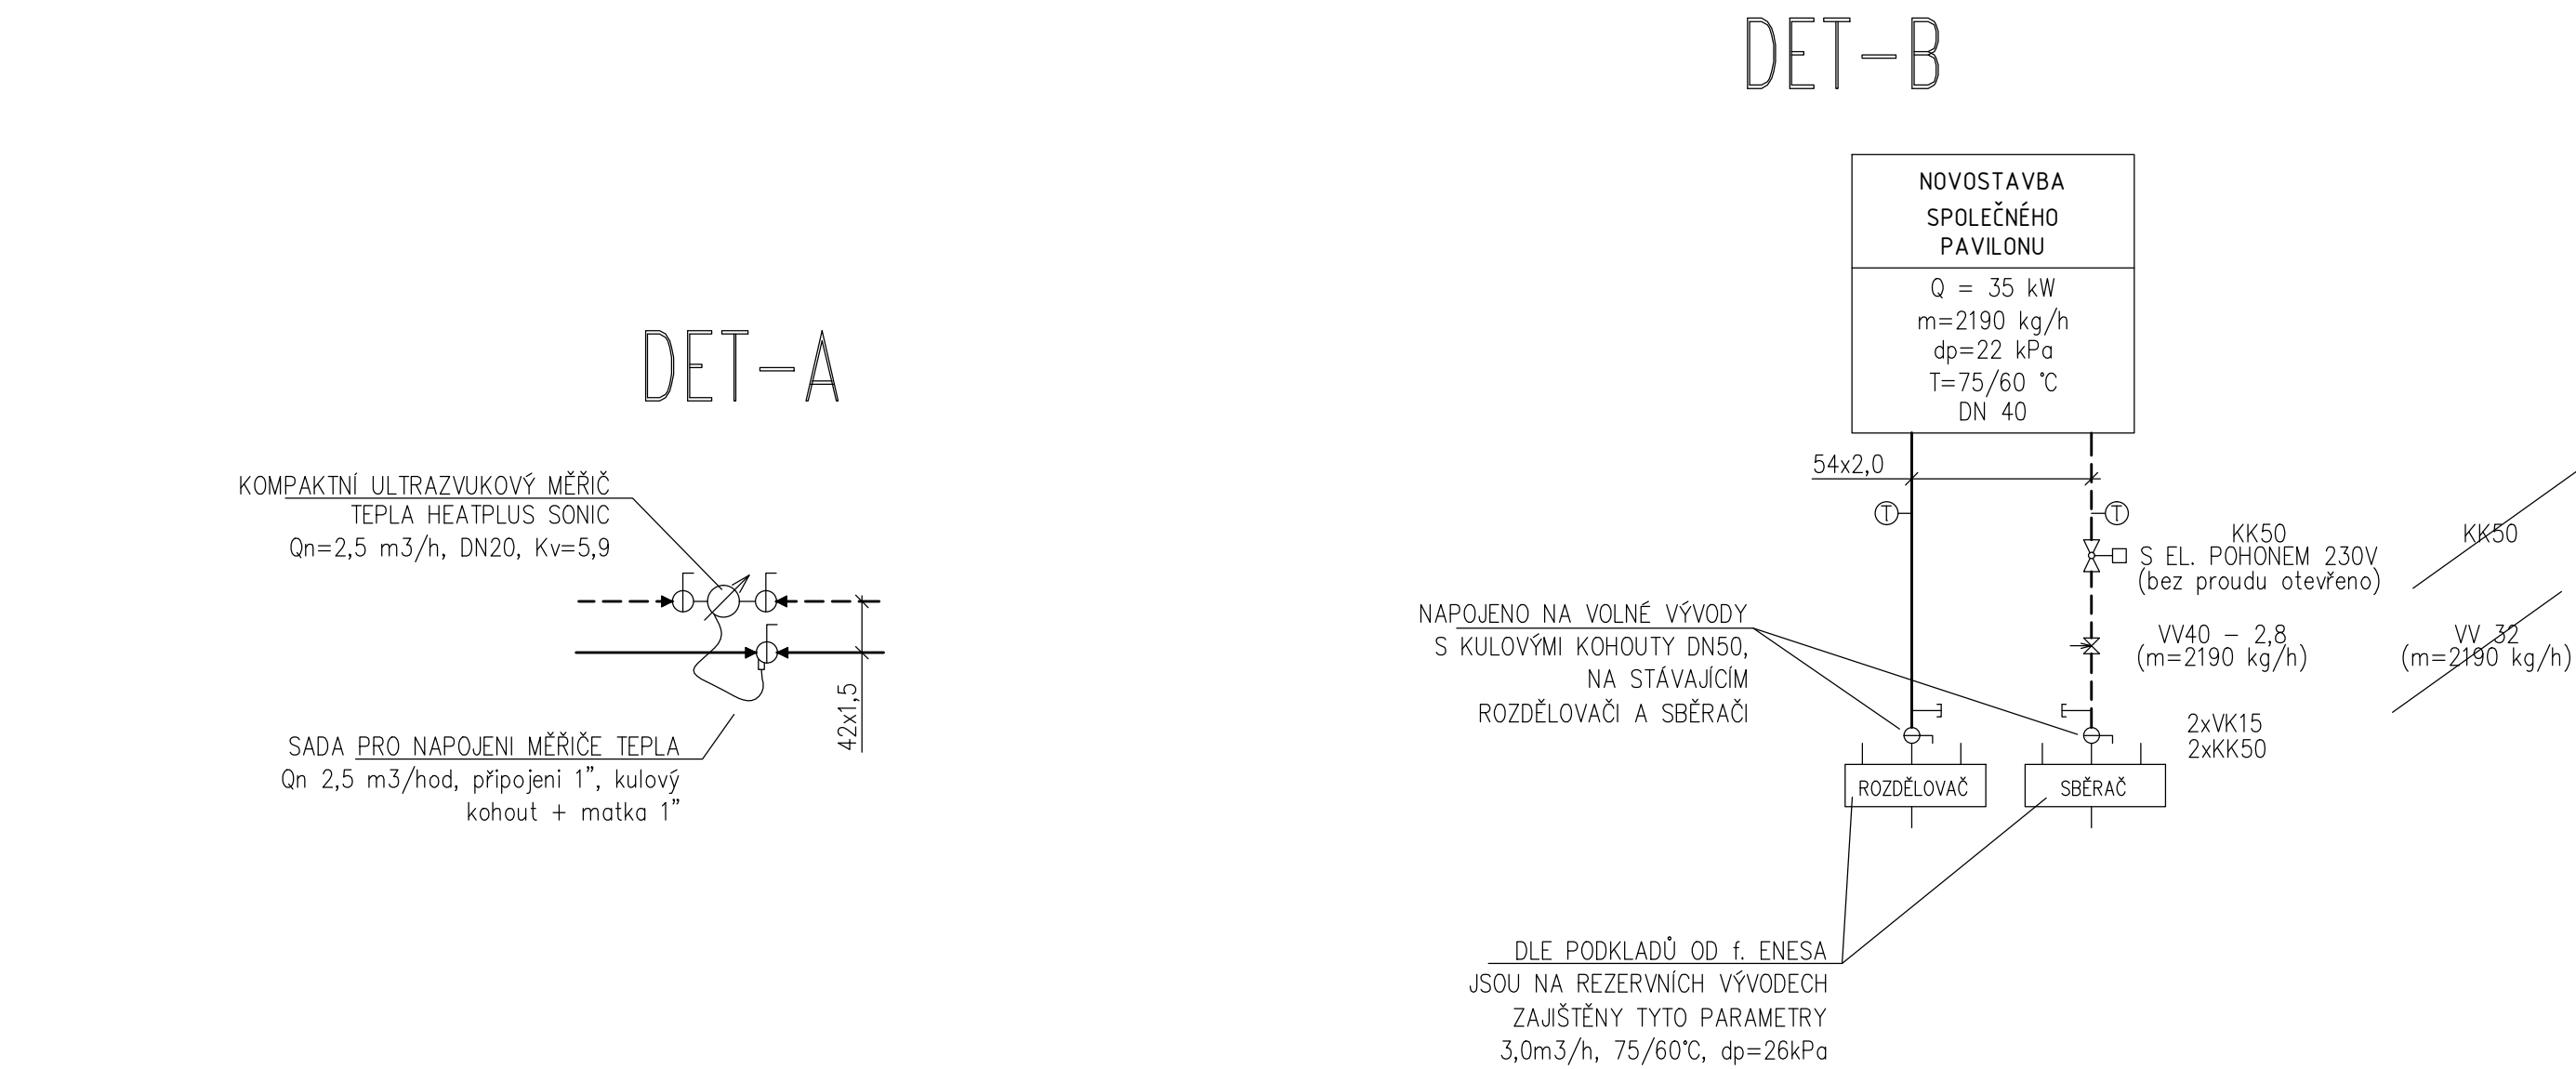 DET-A
KOMPAKTNÍ ULTRAZVUKOVÝ MĚŘIČ
TEPLA HEATPLUS SONIC
Qn=2,5 m3/h, DN20, Kv=5,9
42x1,5
SADA PRO NAPOJENI MĚŘIČE TEPLA
Qn 2,5 m3/hod, připojeni 1”, kulový
kohout + matka 1”
DET-B
NOVOSTAVBA
SPOLEČNÉHO
PAVILONU
Q = 35 kW
m=2190 kg/h
dp=22 kPa
T=75/60 °C
DN 40
54x2,0
T
T
KK50
S EL. POHONEM 230V
(bez proudu otevřeno)
KK50
NAPOJENO NA VOLNÉ VÝVODY
S KULOVÝMI KOHOUTY DN50,
NA STÁVAJÍCÍM
ROZDĚLOVAČI A SBĚRAČI
VV40 - 2,8
(m=2190 kg/h)
VV 32
(m=2190 kg/h)
2xVK15
2xKK50
ROZDĚLOVAČ
SBĚRAČ
DLE PODKLADŮ OD f. ENESA
JSOU NA REZERVNÍCH VÝVODECH
ZAJIŠTĚNY TYTO PARAMETRY
3,0m3/h, 75/60°C, dp=26kPa